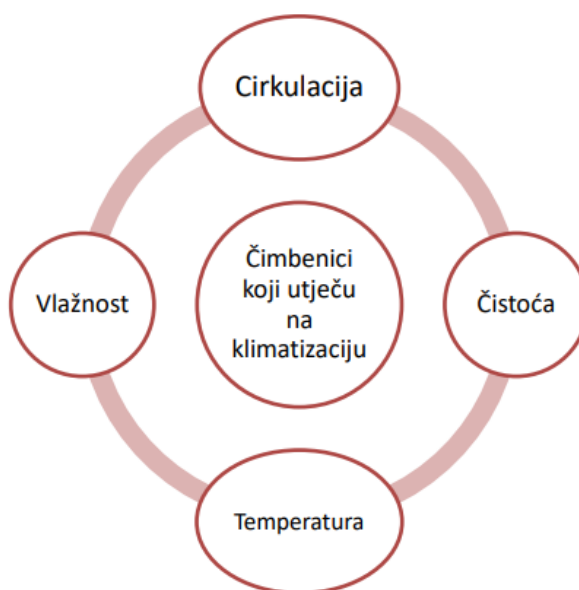 Cirkulacija
Čimbenici
koji utječu
na
klimatizaciju
Vlažnost
Čistoća
Temperatura